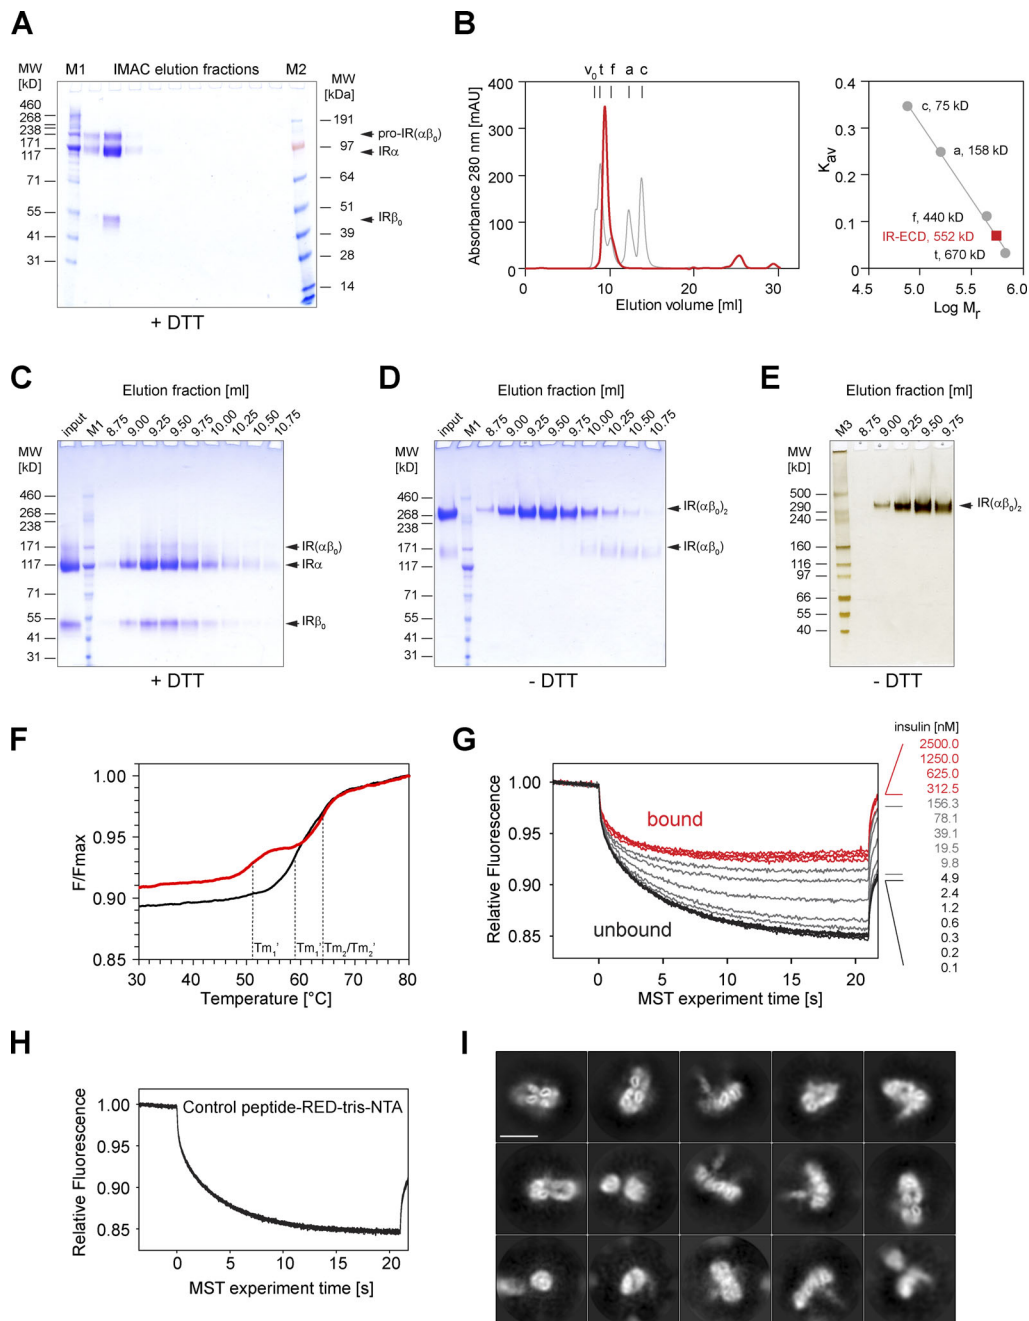 A
MW [kD]
M1
IMAC elution fractions
M2
MW [kDa]
460
268
238
171
117
71
55
41
31
191
97
64
51
39
28
14
pro-IR(αβ₀)
IRα
IRβ₀
+ DTT
B
v₀ t f a c
Absorbance 280 nm [mAU]
400
300
200
100
0
0 10 20 30
Elution volume [ml]
K_av
0.4
0.3
0.2
0.1
0
c, 75 kD
a, 158 kD
f, 440 kD
IR-ECD, 552 kD
t, 670 kD
4.5 5.0 5.5 6.0
Log M_r
C
Elution fraction [ml]
input M1 8.75 9.00 9.25 9.50 9.75 10.00 10.25 10.50 10.75
MW [kD]
460
268
238
171
117
71
55
41
31
IR(αβ₀)
IRα
IRβ₀
+ DTT
D
Elution fraction [ml]
input M1 8.75 9.00 9.25 9.50 9.75 10.00 10.25 10.50 10.75
MW [kD]
460
268
238
171
117
71
55
41
31
IR(αβ₀)₂
IR(αβ₀)
- DTT
E
Elution fraction [ml]
M3 8.75 9.00 9.25 9.50 9.75
MW [kD]
500
290
240
160
116
97
66
55
40
IR(αβ₀)₂
- DTT
F
F/Fmax
1.00
0.95
0.90
0.85
Tm₁' Tm₁' Tm₂/Tm₂'
30 40 50 60 70 80
Temperature [°C]
G
Relative Fluorescence
1.00
0.95
0.90
0.85
bound
unbound
0 5 10 15 20
MST experiment time [s]
insulin [nM]
2500.0
1250.0
625.0
312.5
156.3
78.1
39.1
19.5
9.8
4.9
2.4
1.2
0.6
0.3
0.2
0.1
H
Control peptide-RED-tris-NTA
Relative Fluorescence
1.00
0.95
0.90
0.85
0 5 10 15 20
MST experiment time [s]
I